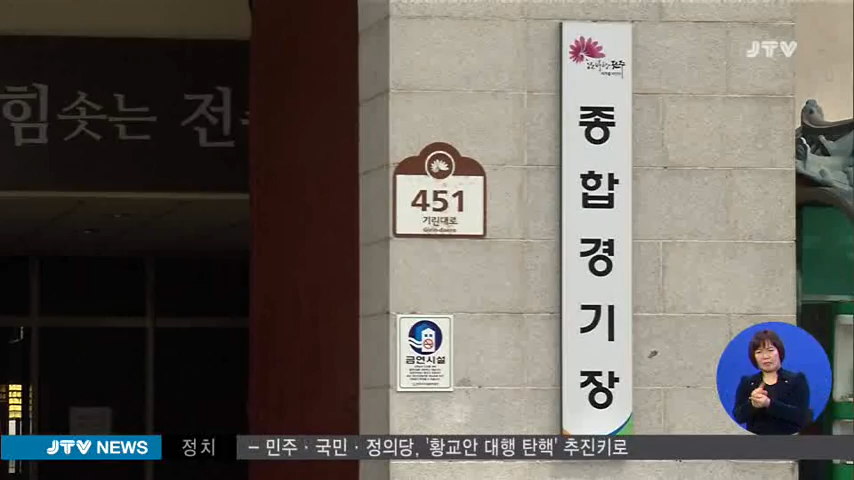 JTV
힘솟는 전
종합경기장
451
기린대로
Girin-daero
금연시설
JTV NEWS
정치
- 민주·국민·정의당, '황교안 대행 탄핵' 추진키로